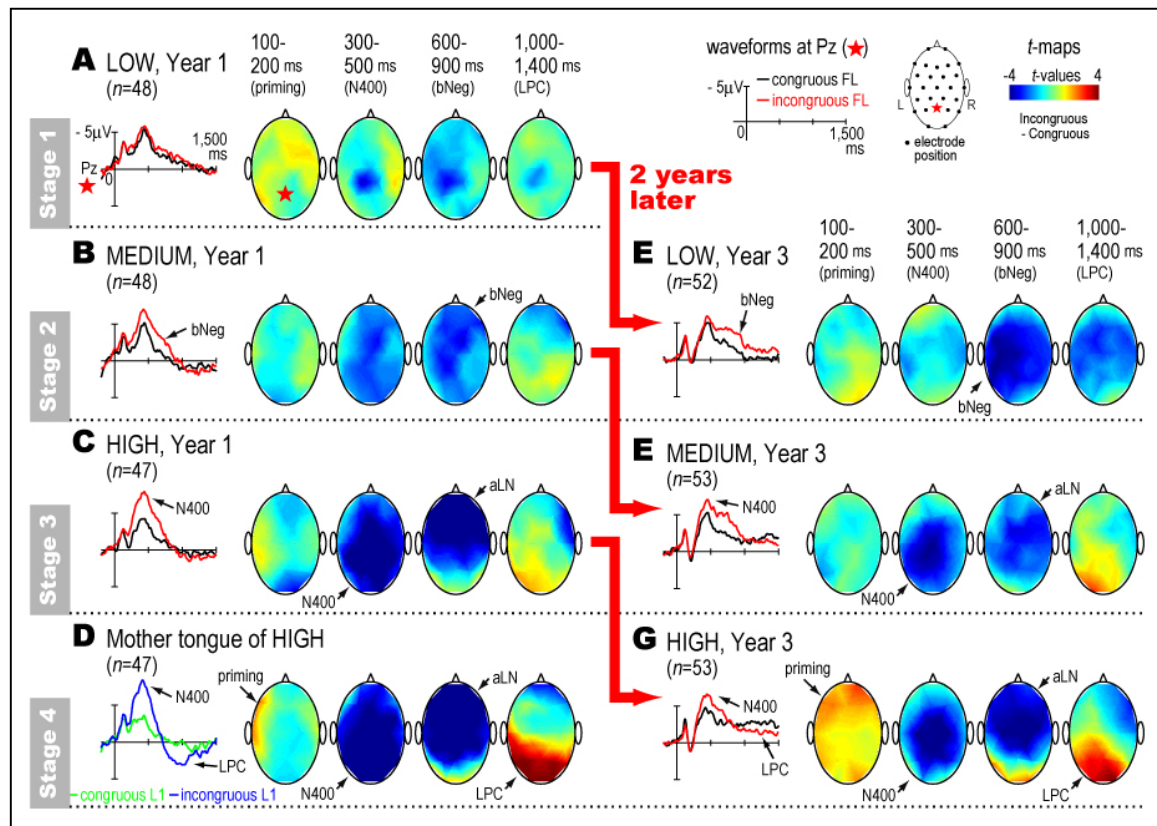 A LOW, Year 1
(n=48)
100-
200 ms
(priming)
300-
500 ms
(N400)
600-
900 ms
(bNeg)
1,000-
1,400 ms
(LPC)
waveforms at Pz (★)
- 5µV
congruous FL
incongruous FL
0
1,500
ms
L
R
• electrode
position
t-maps
-4 t-values 4
Incongruous
- Congruous
Stage 1
- 5µV
1,500
ms
Pz
0
2 years
later
Stage 2
B MEDIUM, Year 1
(n=48)
bNeg
bNeg
E LOW, Year 3
(n=52)
100-
200 ms
(priming)
300-
500 ms
(N400)
600-
900 ms
(bNeg)
1,000-
1,400 ms
(LPC)
bNeg
bNeg
Stage 3
C HIGH, Year 1
(n=47)
N400
N400
aLN
E MEDIUM, Year 3
(n=53)
N400
N400
aLN
Stage 4
D Mother tongue of HIGH
(n=47)
priming
N400
LPC
congruous L1
incongruous L1
N400
aLN
LPC
G HIGH, Year 3
(n=53)
priming
N400
LPC
N400
aLN
LPC